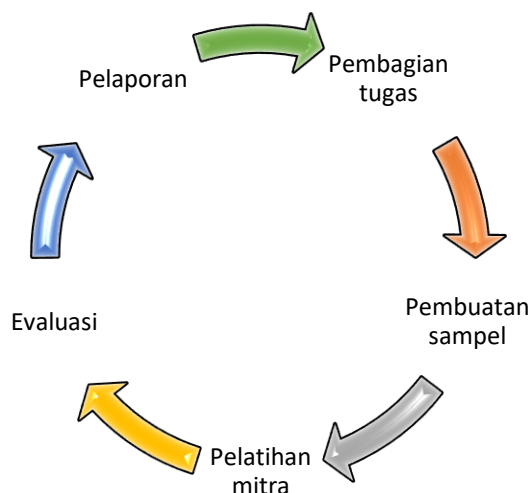 Pelaporan
Pembagian
tugas
Pembuatan
sampel
Pelatihan
mitra
Evaluasi